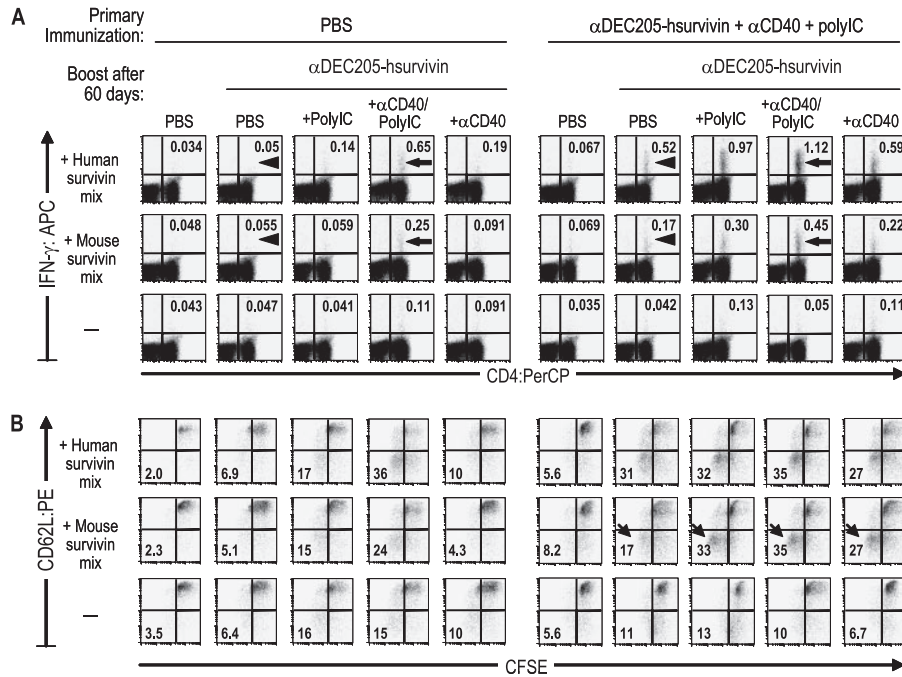 A
Primary Immunization:
PBS
αDEC205-hsurvivin + αCD40 + polyIC
Boost after 60 days:
αDEC205-hsurvivin
αDEC205-hsurvivin
PBS PBS +PolyIC +αCD40/PolyIC +αCD40 PBS PBS +PolyIC +αCD40/PolyIC +αCD40
IFN-γ: APC
+ Human survivin mix
0.034 0.05 0.14 0.65 0.19 0.067 0.52 0.97 1.12 0.59
+ Mouse survivin mix
0.048 0.055 0.059 0.25 0.091 0.069 0.17 0.30 0.45 0.22
—
0.043 0.047 0.041 0.11 0.091 0.035 0.042 0.13 0.05 0.11
CD4:PerCP
B
CD62L:PE
+ Human survivin mix
2.0 6.9 17 36 10 5.6 31 32 35 27
+ Mouse survivin mix
2.3 5.1 15 24 4.3 8.2 17 33 35 27
—
3.5 6.4 16 15 10 5.6 11 13 10 6.7
CFSE